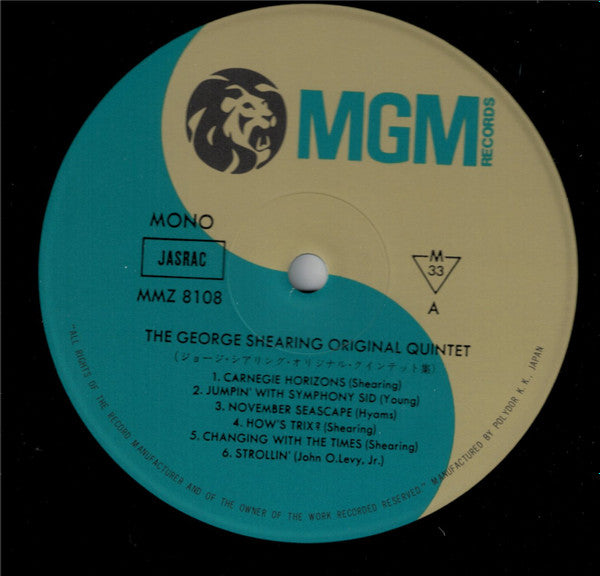 MGM
RECORDS
MONO
JASRAC
MMZ 8108
M
33
A
THE GEORGE SHEARING ORIGINAL QUINTET
(ジョージ・シアリング・オリジナル・クインテット集)
1. CARNEGIE HORIZONS (Shearing)
2. JUMPIN' WITH SYMPHONY SID (Young)
3. NOVEMBER SEASCAPE (Hyams)
4. HOW'S TRIX? (Shearing)
5. CHANGING WITH THE TIMES (Shearing)
6. STROLLIN' (John O.Levy, Jr.)
"ALL RIGHTS OF THE RECORD MANUFACTURER AND OF THE OWNER OF THE WORK RECORDED RESERVED." MANUFACTURED BY POLYDOR K.K. JAPAN